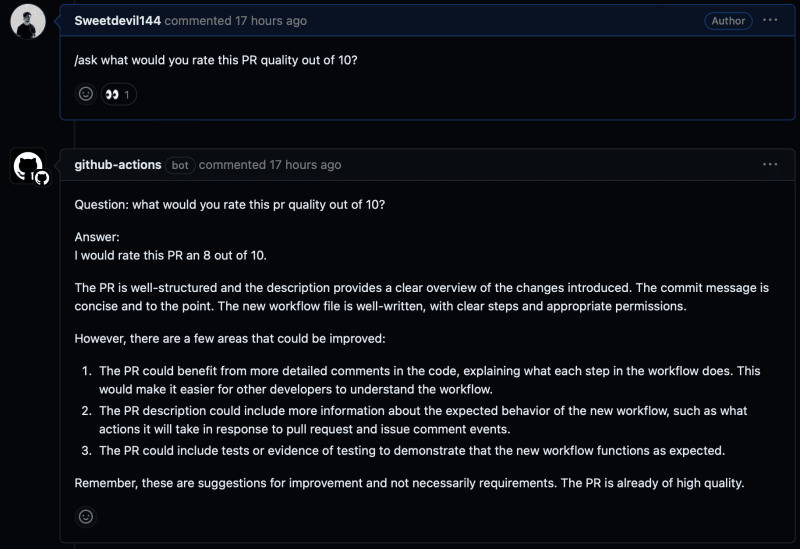 Sweetdevil144 commented 17 hours ago
Author
/ask what would you rate this PR quality out of 10?
1
github-actions bot commented 17 hours ago
Question: what would you rate this pr quality out of 10?
Answer:
I would rate this PR an 8 out of 10.
The PR is well-structured and the description provides a clear overview of the changes introduced. The commit message is
concise and to the point. The new workflow file is well-written, with clear steps and appropriate permissions.
However, there are a few areas that could be improved:
1. The PR could benefit from more detailed comments in the code, explaining what each step in the workflow does. This
would make it easier for other developers to understand the workflow.
2. The PR description could include more information about the expected behavior of the new workflow, such as what
actions it will take in response to pull request and issue comment events.
3. The PR could include tests or evidence of testing to demonstrate that the new workflow functions as expected.
Remember, these are suggestions for improvement and not necessarily requirements. The PR is already of high quality.